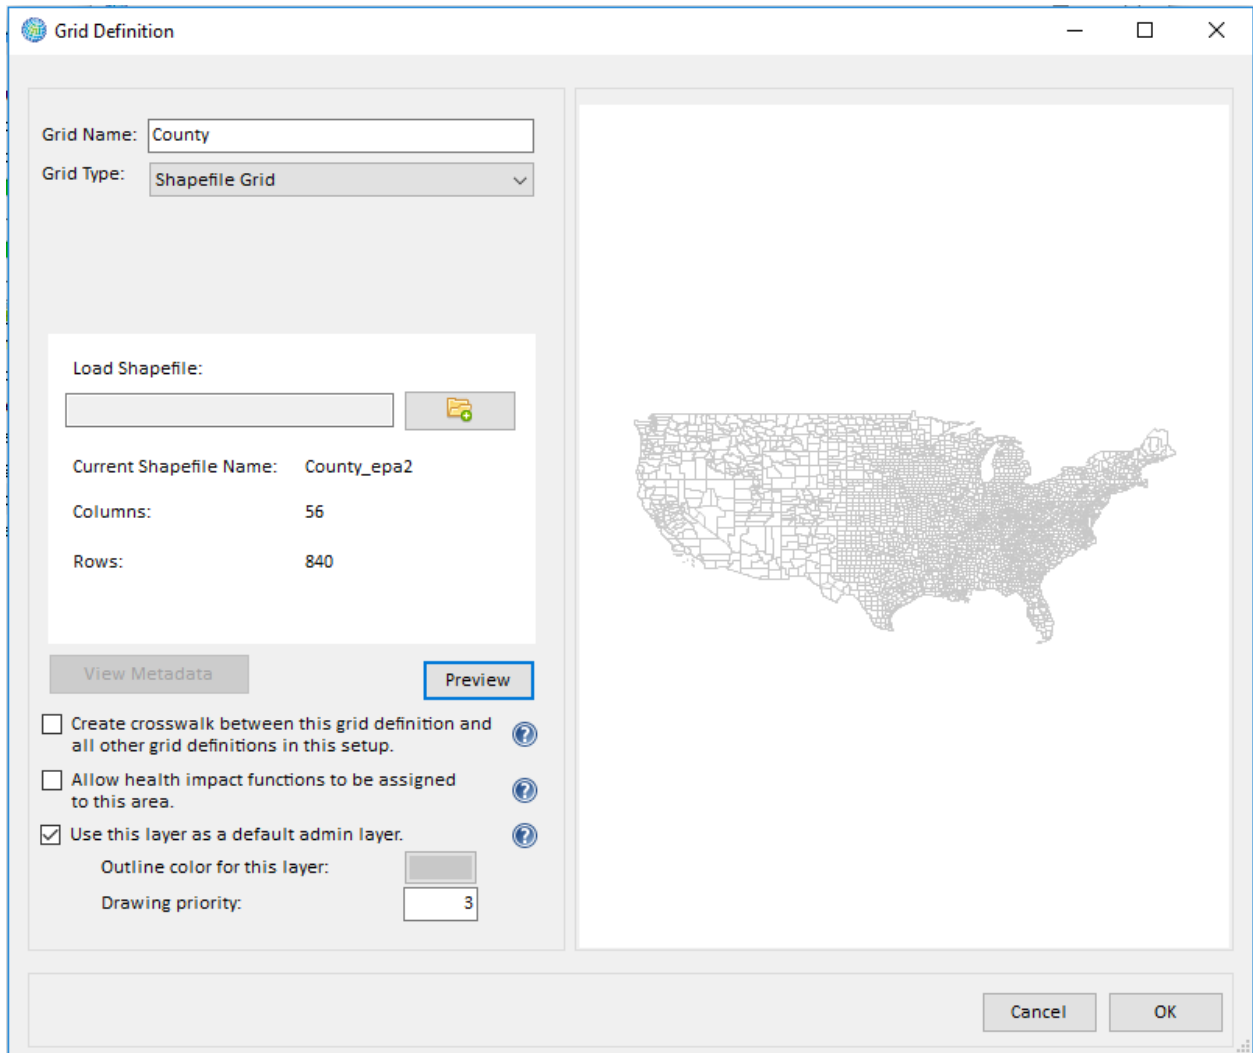 Grid Definition
Grid Name: County
Grid Type: Shapefile Grid
Load Shapefile:
Current Shapefile Name: County_epa2
Columns: 56
Rows: 840
View Metadata
Preview
Create crosswalk between this grid definition and
all other grid definitions in this setup.
Allow health impact functions to be assigned
to this area.
Use this layer as a default admin layer.
Outline color for this layer:
Drawing priority: 3
Cancel OK